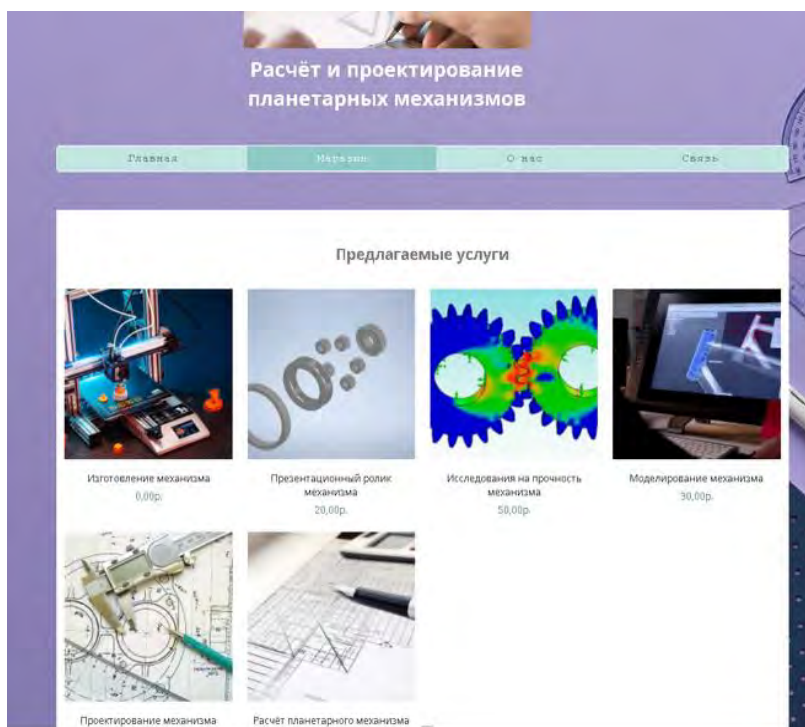 Расчёт и проектирование
планетарных механизмов
Главная
Магазин
О нас
Связь
Предлагаемые услуги
Изготовление механизма
0,00р.
Презентационный ролик
механизма
20,00р.
Исследования на прочность
механизма
50,00р.
Моделирование механизма
30,00р.
Проектирование механизма
Расчёт планетарного механизма